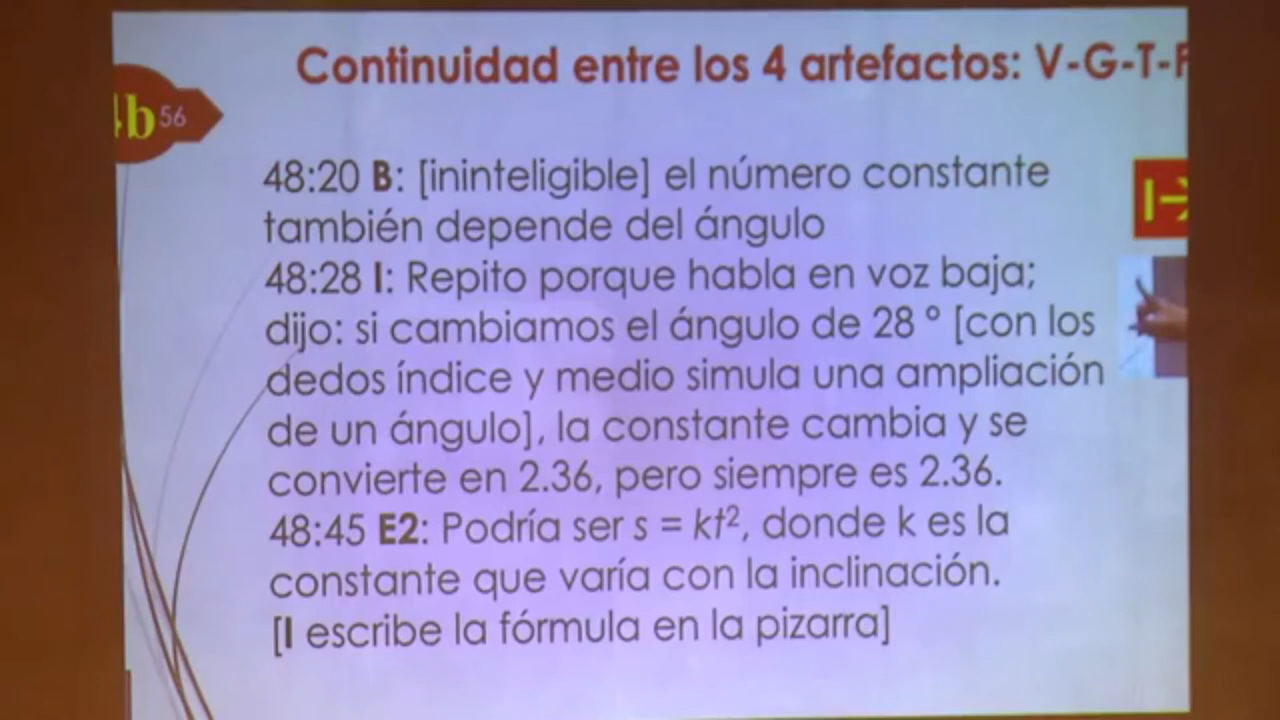 Continuidad entre los 4 artefactos: V-G-T-F
4b 56
48:20 B: [ininteligible] el número constante
también depende del ángulo
48:28 I: Repito porque habla en voz baja;
dijo: si cambiamos el ángulo de 28 º [con los
dedos índice y medio simula una ampliación
de un ángulo], la constante cambia y se
convierte en 2.36, pero siempre es 2.36.
48:45 E2: Podría ser s = kt², donde k es la
constante que varía con la inclinación.
[I escribe la fórmula en la pizarra]